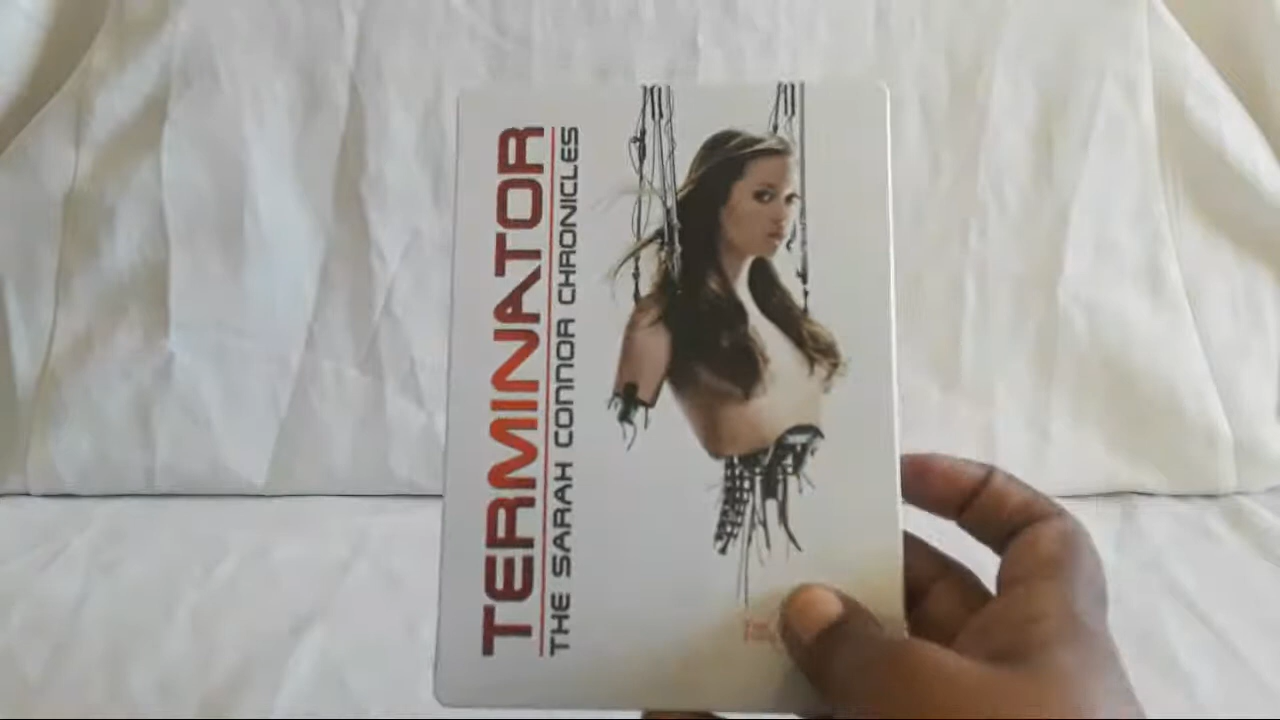 TERMINATOR
THE SARAH CONNOR CHRONICLES